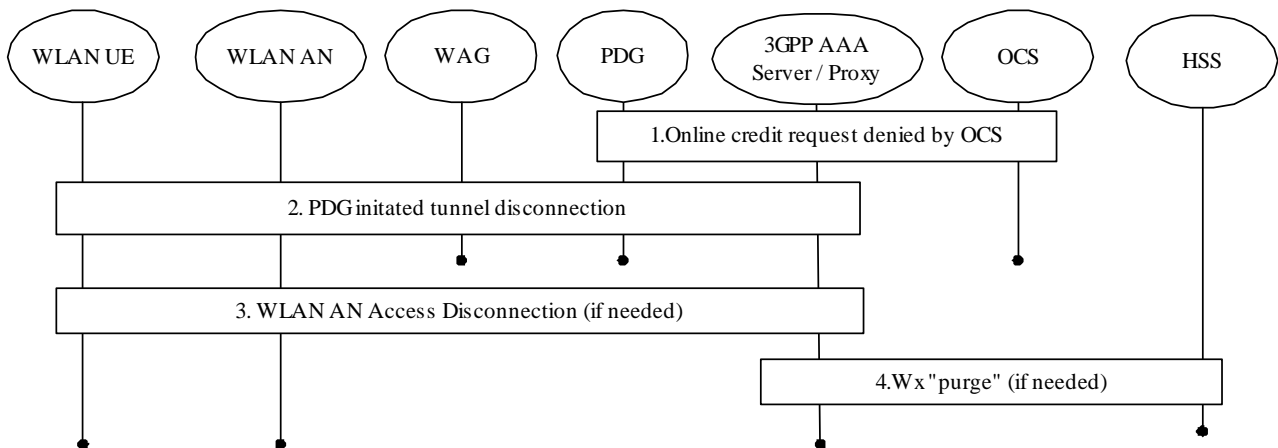 WLAN UE
WLAN AN
WAG
PDG
3GPP AAA
Server / Proxy
OCS
HSS
1.Online credit request denied by OCS
2. PDG initated tunnel disconnection
3. WLAN AN Access Disconnection (if needed)
4.Wx "purge" (if needed)